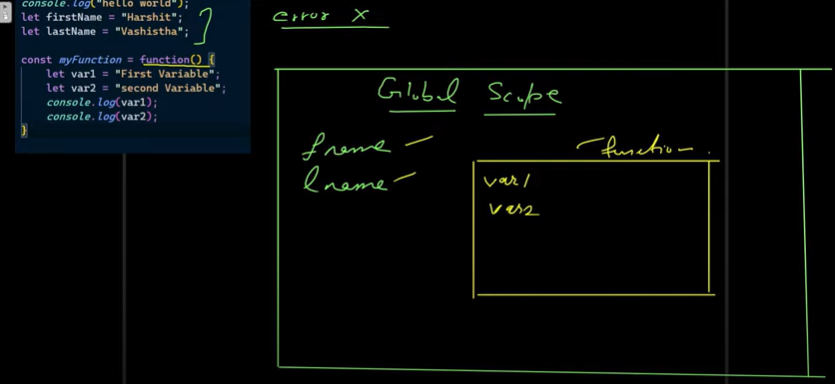 console.log("hello world");
let firstName = "Harshit";
let lastName = "Vashistha";
const myFunction = function() {
let var1 = "First Variable";
let var2 = "second Variable";
console.log(var1);
console.log(var2);
}
error X
Global Scope
fname
lname
function
var1
var2